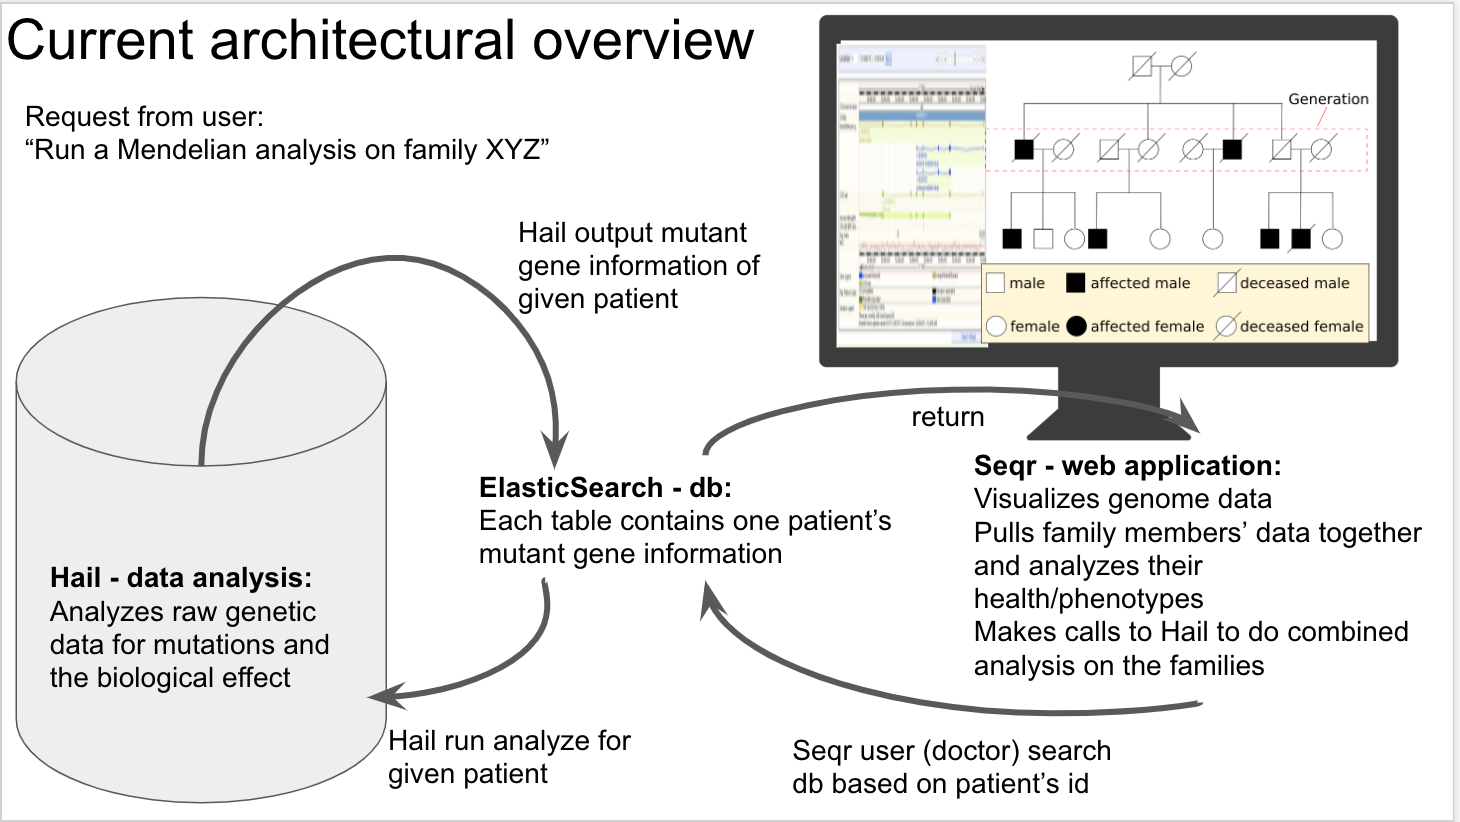 Current architectural overview
Request from user:
“Run a Mendelian analysis on family XYZ”
Hail output mutant
gene information of
given patient
Generation
male
affected male
deceased male
female
affected female
deceased female
return
ElasticSearch - db:
Each table contains one patient’s
mutant gene information
Seqr - web application:
Visualizes genome data
Pulls family members’ data together
and analyzes their
health/phenotypes
Makes calls to Hail to do combined
analysis on the families
Hail - data analysis:
Analyzes raw genetic
data for mutations and
the biological effect
Hail run analyze for
given patient
Seqr user (doctor) search
db based on patient’s id